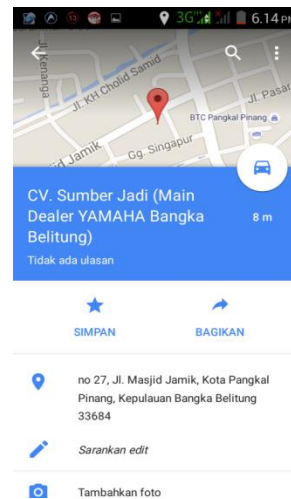 3G 6.14 PM
Jl. Kenanga
Jl. KH Cholid Samid
Jl. Pasar
BTC Pangkal Pinang
Gg. Singapur
Jamik
CV. Sumber Jadi (Main
Dealer YAMAHA Bangka
Belitung)
8 m
Tidak ada ulasan
SIMPAN
BAGIKAN
no 27, Jl. Masjid Jamik, Kota Pangkal
Pinang, Kepulauan Bangka Belitung
33684
Sarankan edit
Tambahkan foto